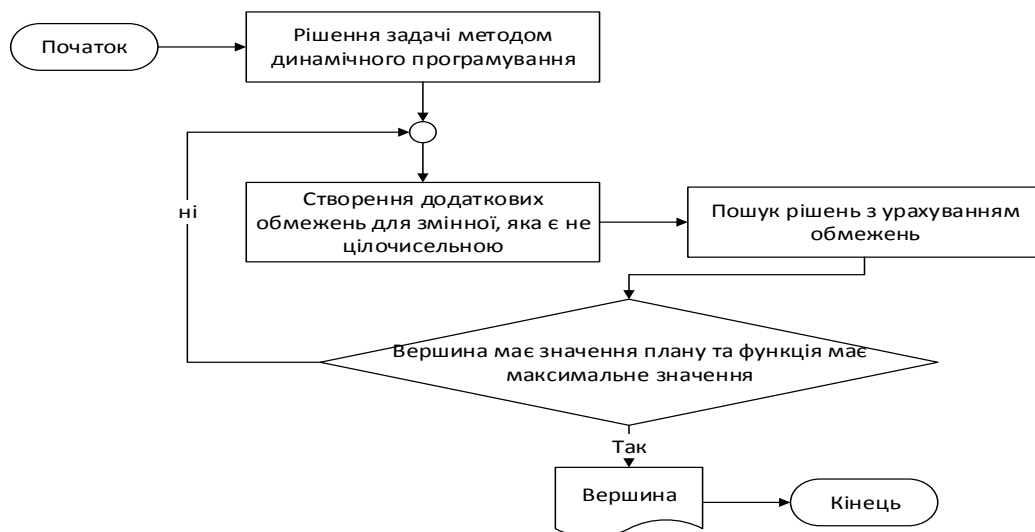 Початок
Рішення задачі методом
динамічного програмування
ні
Створення додаткових
обмежень для змінної, яка є не
цілочисельною
Пошук рішень з урахуванням
обмежень
Вершина має значення плану та функція має
максимальне значення
Так
Вершина
Кінець